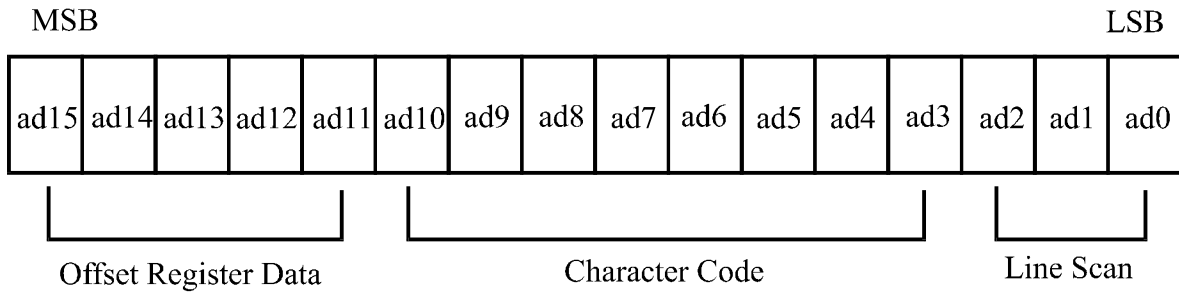 MSB LSB
ad15 ad14 ad13 ad12 ad11 ad10 ad9 ad8 ad7 ad6 ad5 ad4 ad3 ad2 ad1 ad0
Offset Register Data Character Code Line Scan